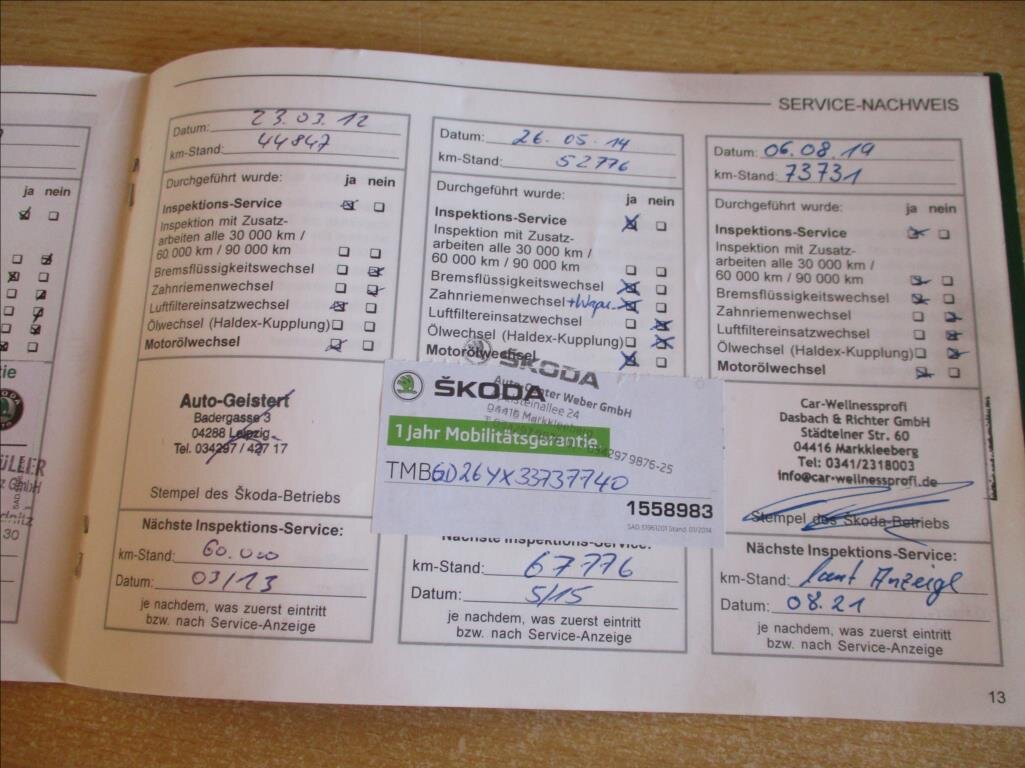 SERVICE-NACHWEIS
ja nein
30
Datum: 23.03.12
km-Stand: 44847
Durchgeführt wurde: ja nein
Inspektions-Service
Inspektion mit Zusatz-
arbeiten alle 30 000 km /
60 000 km / 90 000 km
Bremsflüssigkeitswechsel
Zahnriemenwechsel
Luftfiltereinsatzwechsel
Ölwechsel (Haldex-Kupplung)
Motorölwechsel
Auto-Geistert
Badergasse 3
04288 Leipzig
Tel. 034297 / 427 17
Stempel des Škoda-Betriebs
Nächste Inspektions-Service:
km-Stand: 60.000
Datum: 03/13
je nachdem, was zuerst eintritt
bzw. nach Service-Anzeige
Datum: 26.05.14
km-Stand: 52776
Durchgeführt wurde: ja nein
Inspektions-Service
Inspektion mit Zusatz-
arbeiten alle 30 000 km /
60 000 km / 90 000 km
Bremsflüssigkeitswechsel
Zahnriemenwechsel
Luftfiltereinsatzwechsel
Ölwechsel (Haldex-Kupplung)
Motorölwechsel
ŠKODA
Auto-Center Weber GmbH
04416 Markkleeberg
ŠKODA
1 Jahr Mobilitätsgarantie.
TMBGD26YX33737740
1558983
Nächste Inspektions-Service:
km-Stand: 67776
Datum: 5/15
je nachdem, was zuerst eintritt
bzw. nach Service-Anzeige
Datum: 06.08.19
km-Stand: 73731
Durchgeführt wurde: ja nein
Inspektions-Service
Inspektion mit Zusatz-
arbeiten alle 30 000 km /
60 000 km / 90 000 km
Bremsflüssigkeitswechsel
Zahnriemenwechsel
Luftfiltereinsatzwechsel
Ölwechsel (Haldex-Kupplung)
Motorölwechsel
Car-Wellnessprofi
Dasbach & Richter GmbH
Städtelner Str. 60
04416 Markkleeberg
Tel: 0341/2318003
info@car-wellnessprofi.de
Stempel des Škoda-Betriebs
Nächste Inspektions-Service:
km-Stand: laut Anzeige
Datum: 08.21
je nachdem, was zuerst eintritt
bzw. nach Service-Anzeige
13